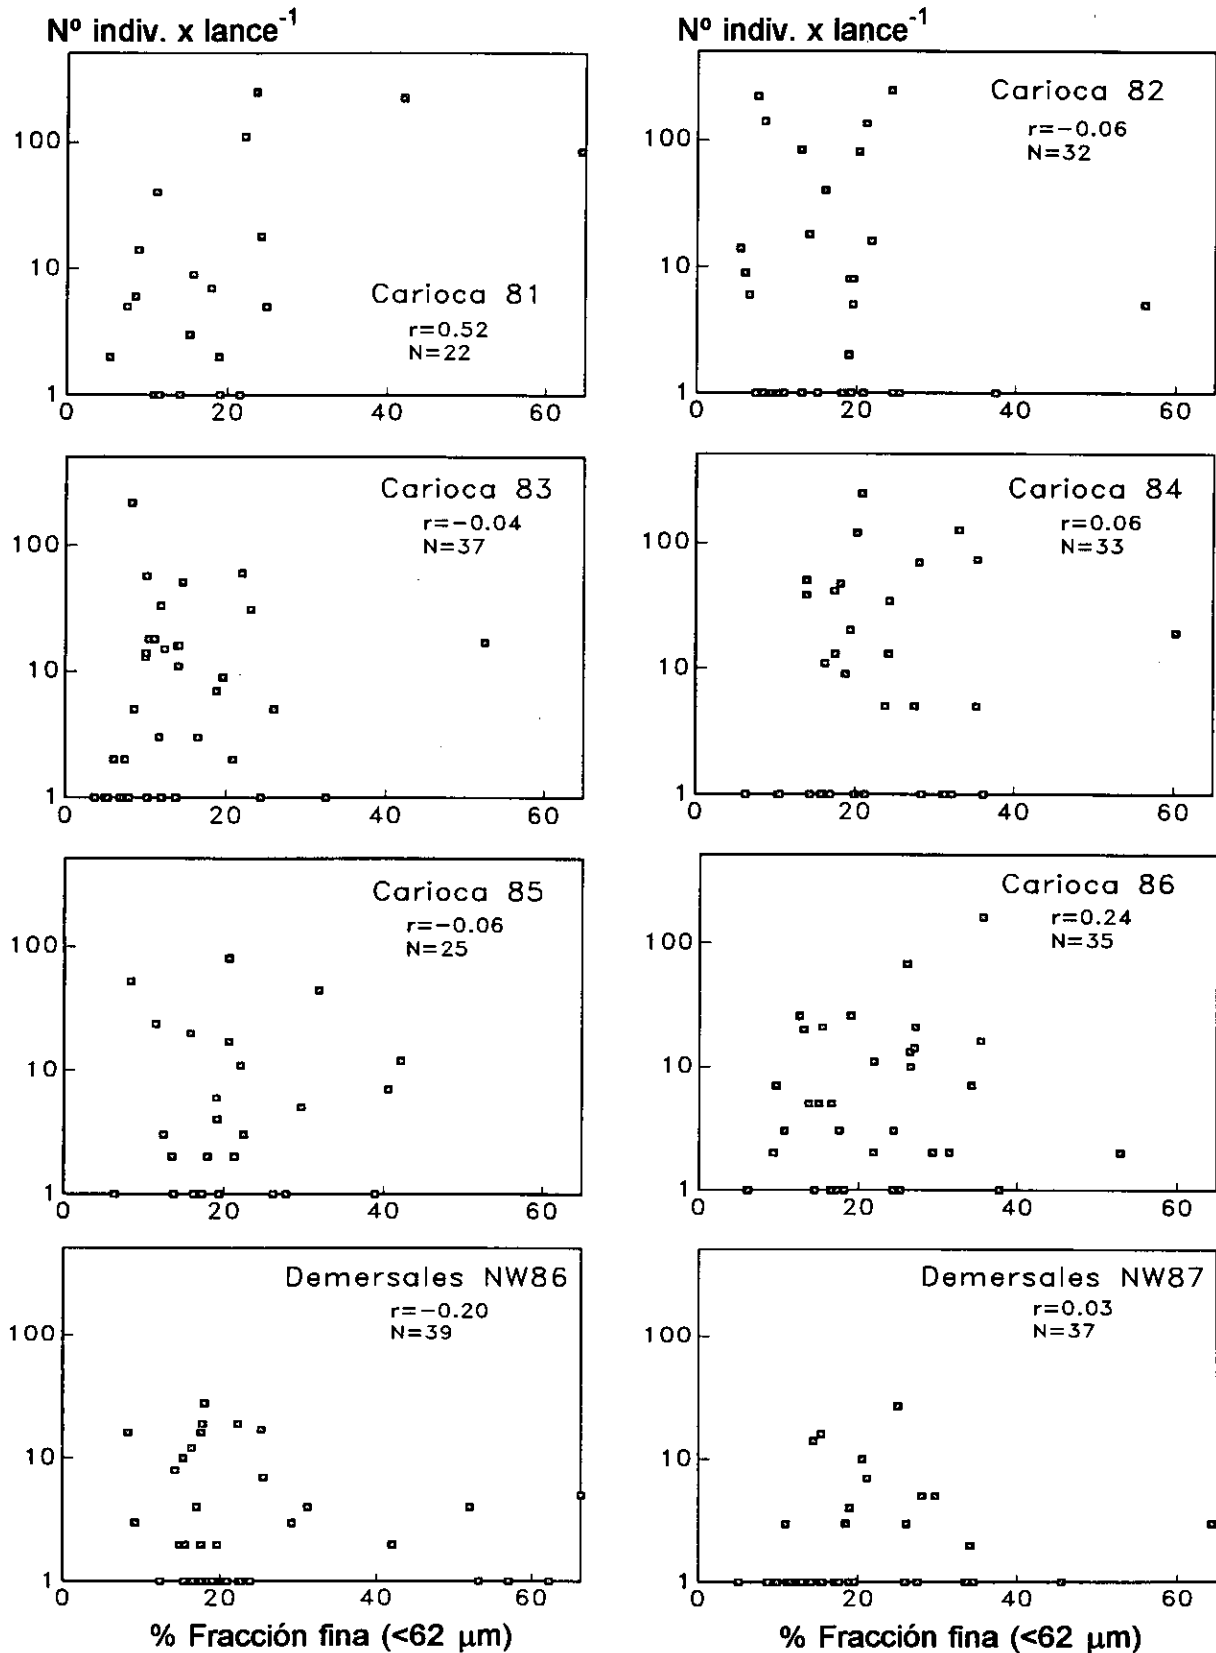 Nº indiv. x lance⁻¹
Carioca 81
r=0.52
N=22
100
10
1
0 20 40 60
Nº indiv. x lance⁻¹
Carioca 82
r=-0.06
N=32
100
10
1
0 20 40 60
Carioca 83
r=-0.04
N=37
100
10
1
0 20 40 60
Carioca 84
r=0.06
N=33
100
10
1
0 20 40 60
Carioca 85
r=-0.06
N=25
100
10
1
0 20 40 60
Carioca 86
r=0.24
N=35
100
10
1
0 20 40 60
Demersales NW86
r=-0.20
N=39
100
10
1
0 20 40 60
% Fracción fina (<62 μm)
Demersales NW87
r=0.03
N=37
100
10
1
0 20 40 60
% Fracción fina (<62 μm)